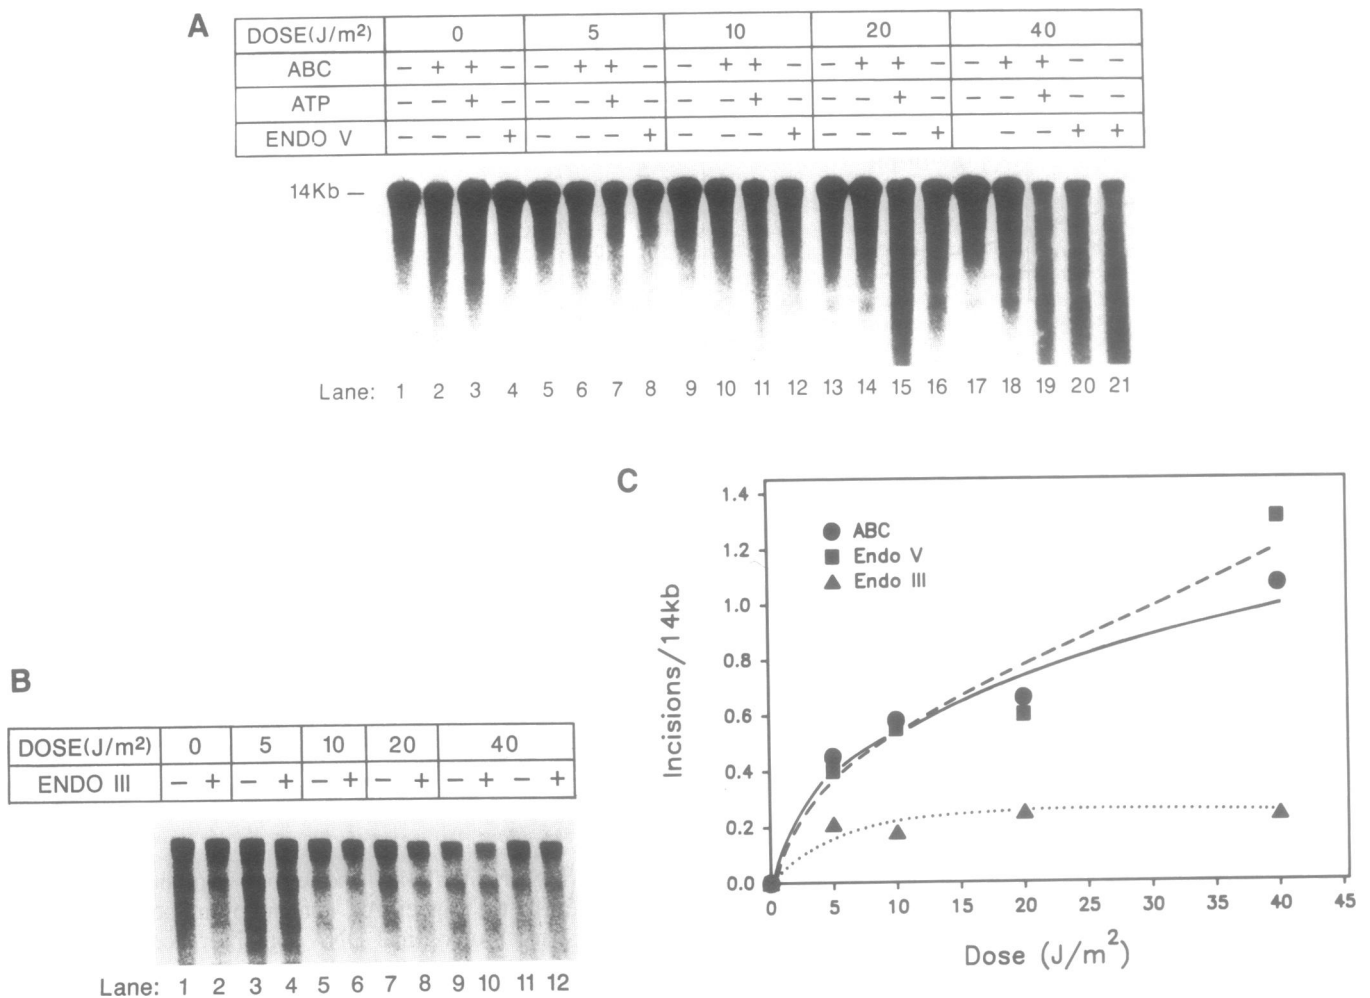 A
DOSE(J/m²) 0 5 10 20 40
ABC − + + − − + + − − + + − − + + − − + + − −
ATP − − + − − − + − − − + − − − + − − − + − −
ENDO V − − − + − − − + − − − + − − − + − − + +
14Kb —
Lane: 1 2 3 4 5 6 7 8 9 10 11 12 13 14 15 16 17 18 19 20 21
B
DOSE(J/m²) 0 5 10 20 40
ENDO III − + − + − + − + − + − +
Lane: 1 2 3 4 5 6 7 8 9 10 11 12
C
1.4
1.2
1.0
0.8
0.6
0.4
0.2
0.0
Incisions/14kb
ABC
Endo V
Endo III
0 5 10 15 20 25 30 35 40 45
Dose (J/m²)